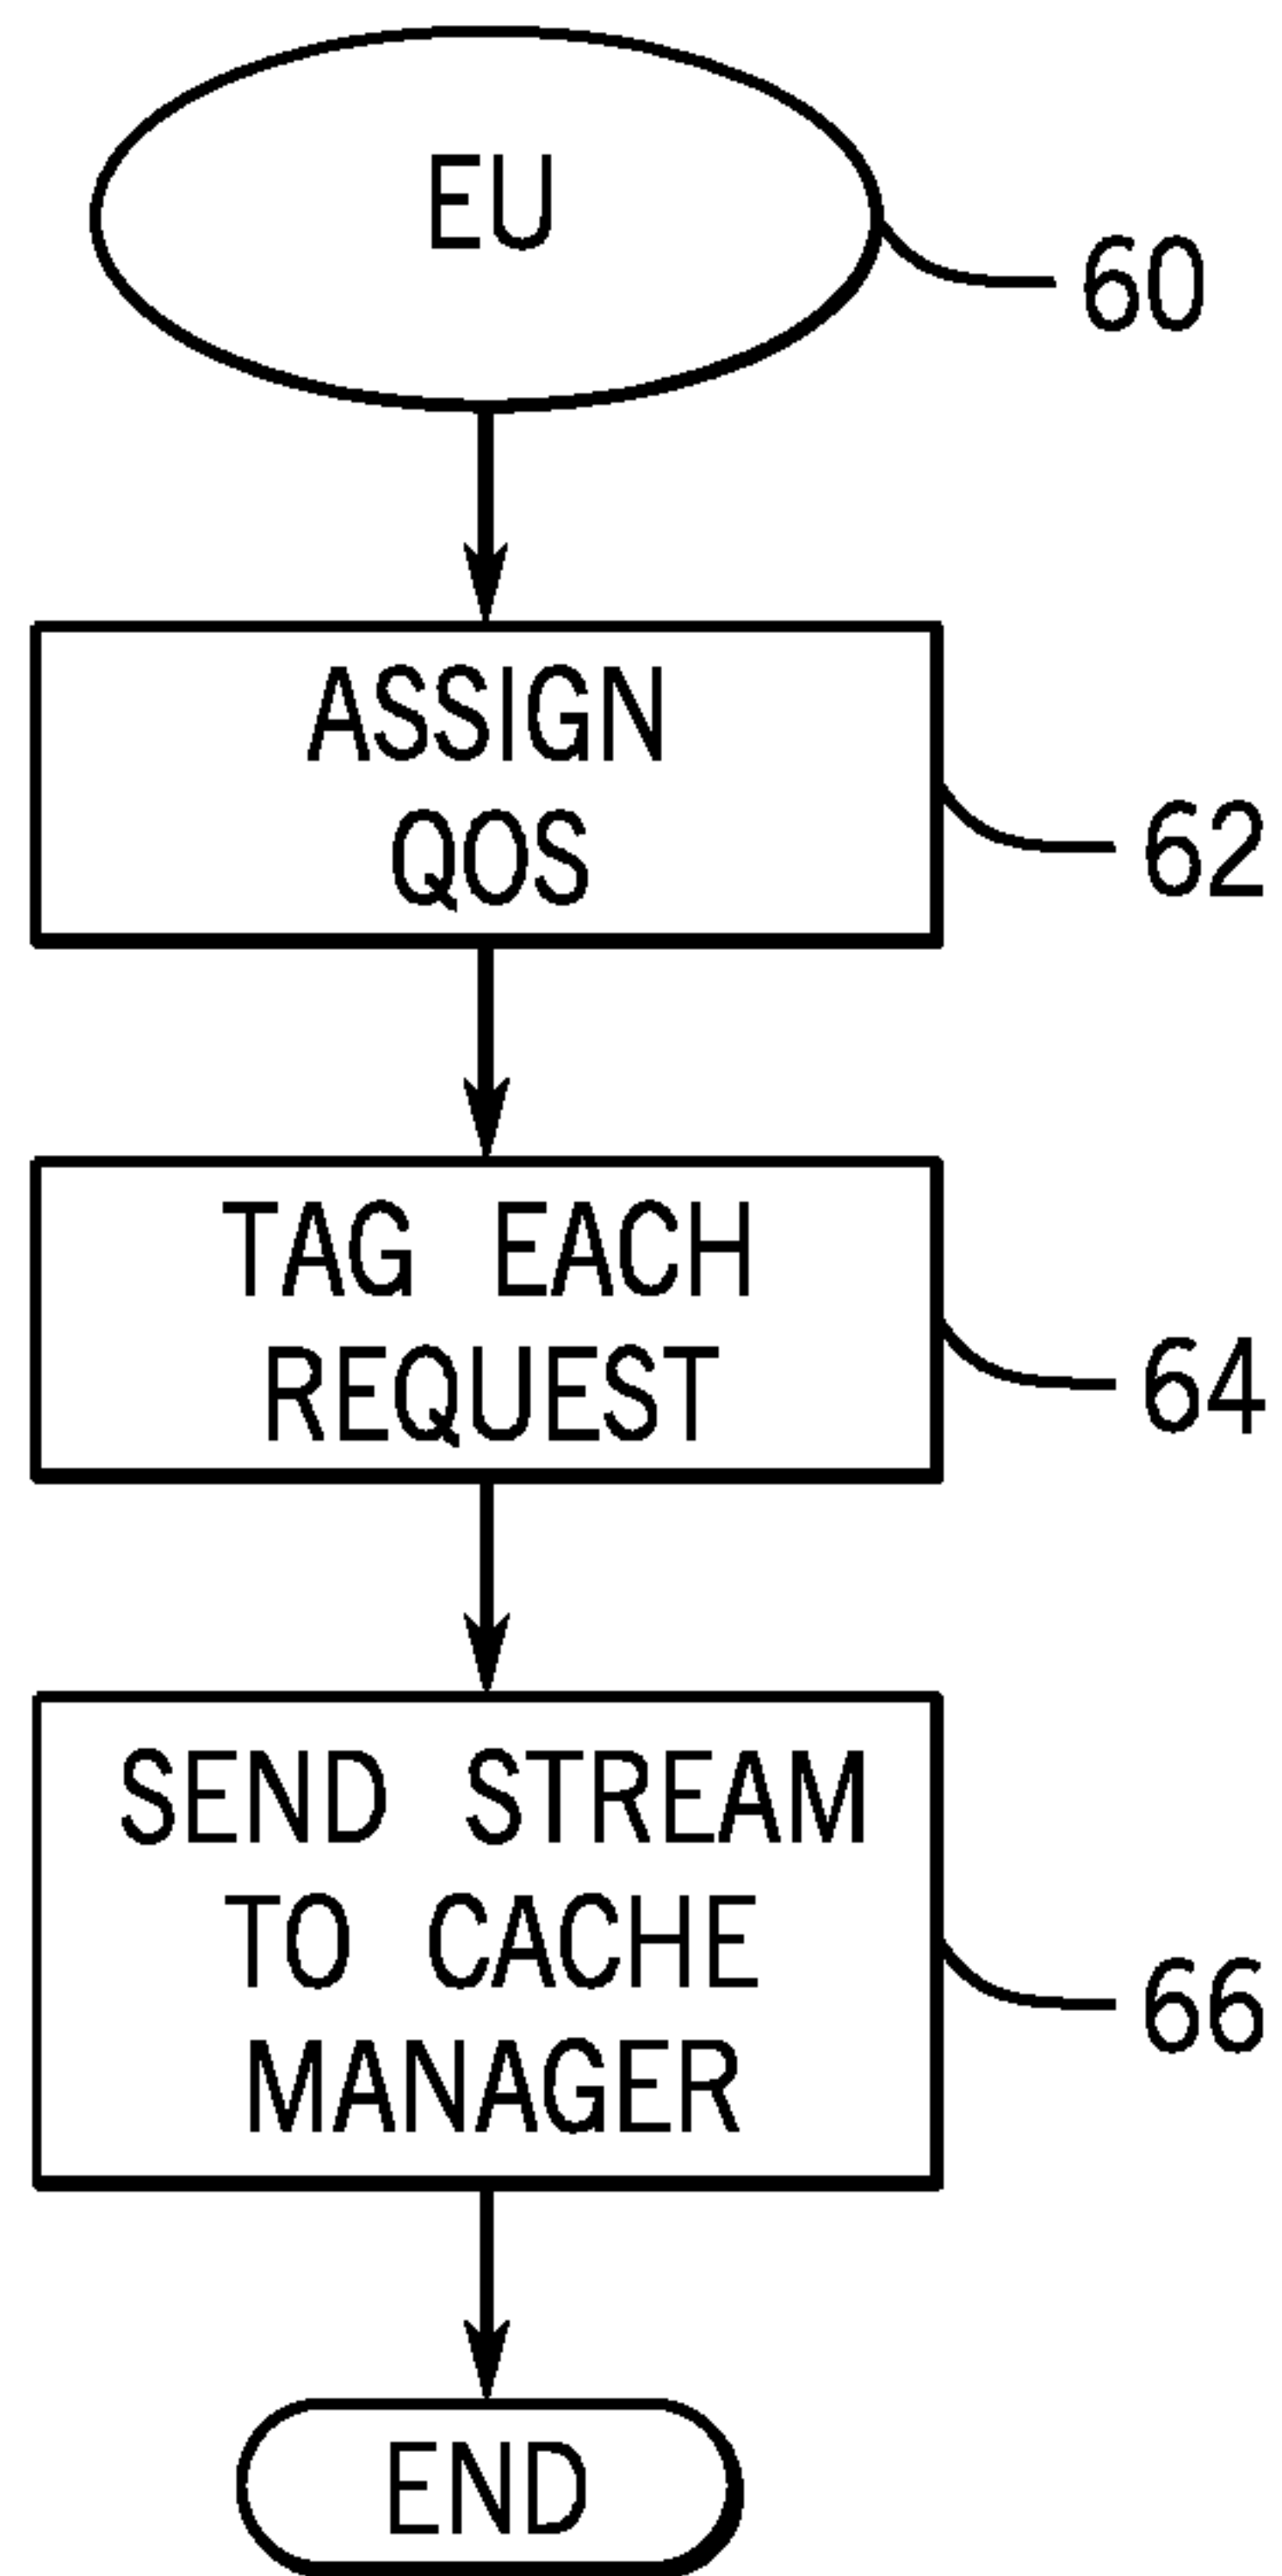 EU
60
ASSIGN
QOS
62
TAG EACH
REQUEST
64
SEND STREAM
TO CACHE
MANAGER
66
END